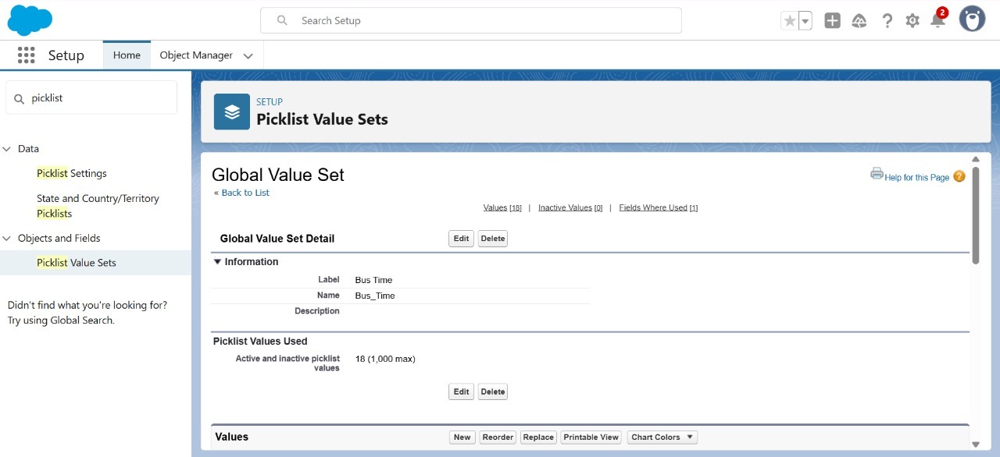 Search Setup
2
Setup
Home
Object Manager
picklist
Data
Picklist Settings
State and Country/Territory
Picklists
Objects and Fields
Picklist Value Sets
Didn't find what you're looking for?
Try using Global Search.
SETUP
Picklist Value Sets
Global Value Set
« Back to List
Help for this Page ?
Values [18] | Inactive Values [0] | Fields Where Used [1]
Global Value Set Detail Edit Delete
Information
Label Bus Time
Name Bus_Time
Description
Picklist Values Used
Active and inactive picklist values 18 (1,000 max)
Edit Delete
Values New Reorder Replace Printable View Chart Colors